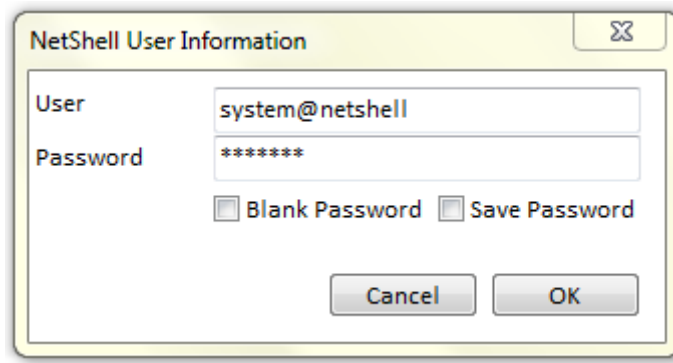 NetShell User Information
User system@netshell
Password *******
Blank Password Save Password
Cancel OK